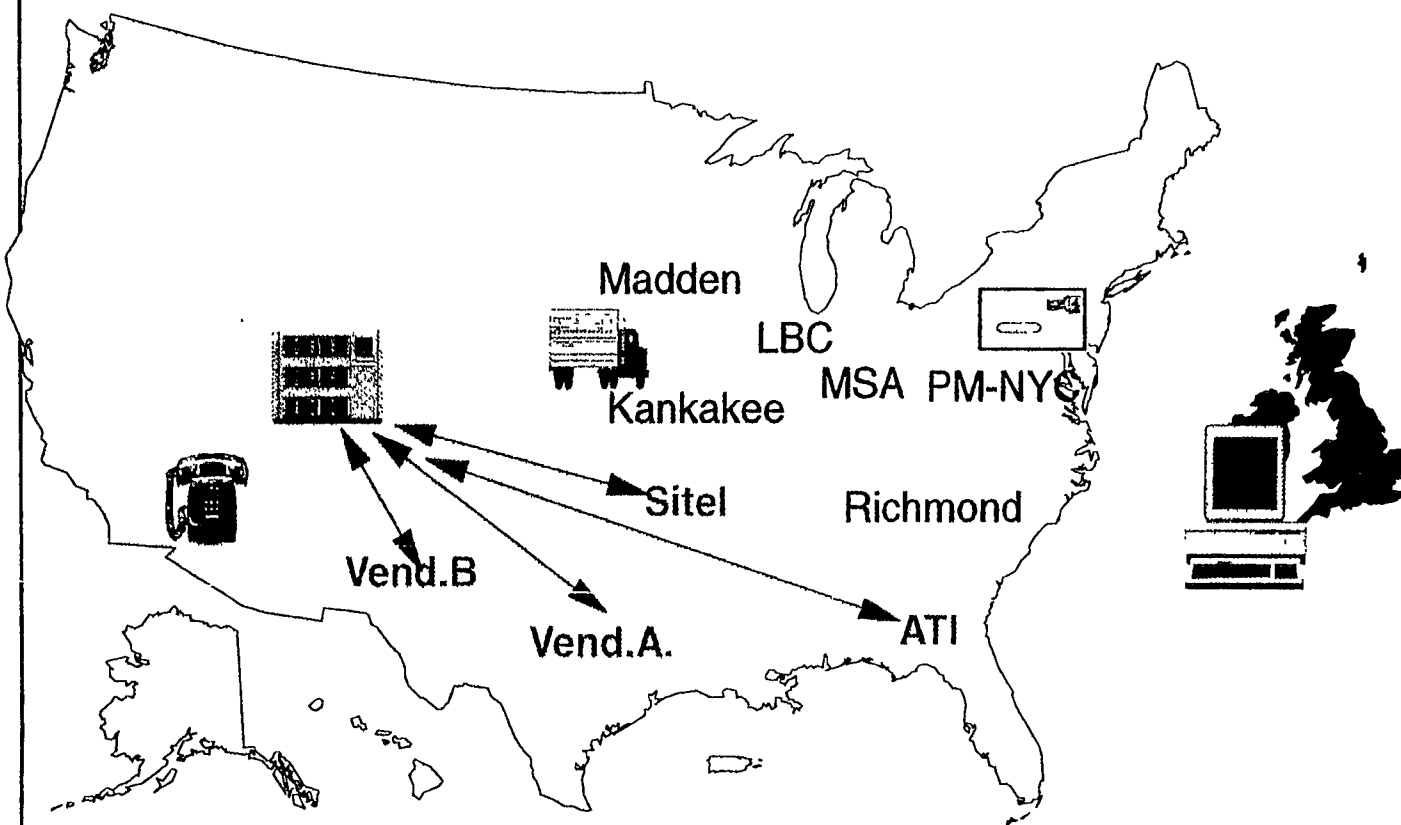 Madden
LBC
MSA
PM-NYC
Kankakee
Sitel
Richmond
Vend.B
Vend.A.
ATI